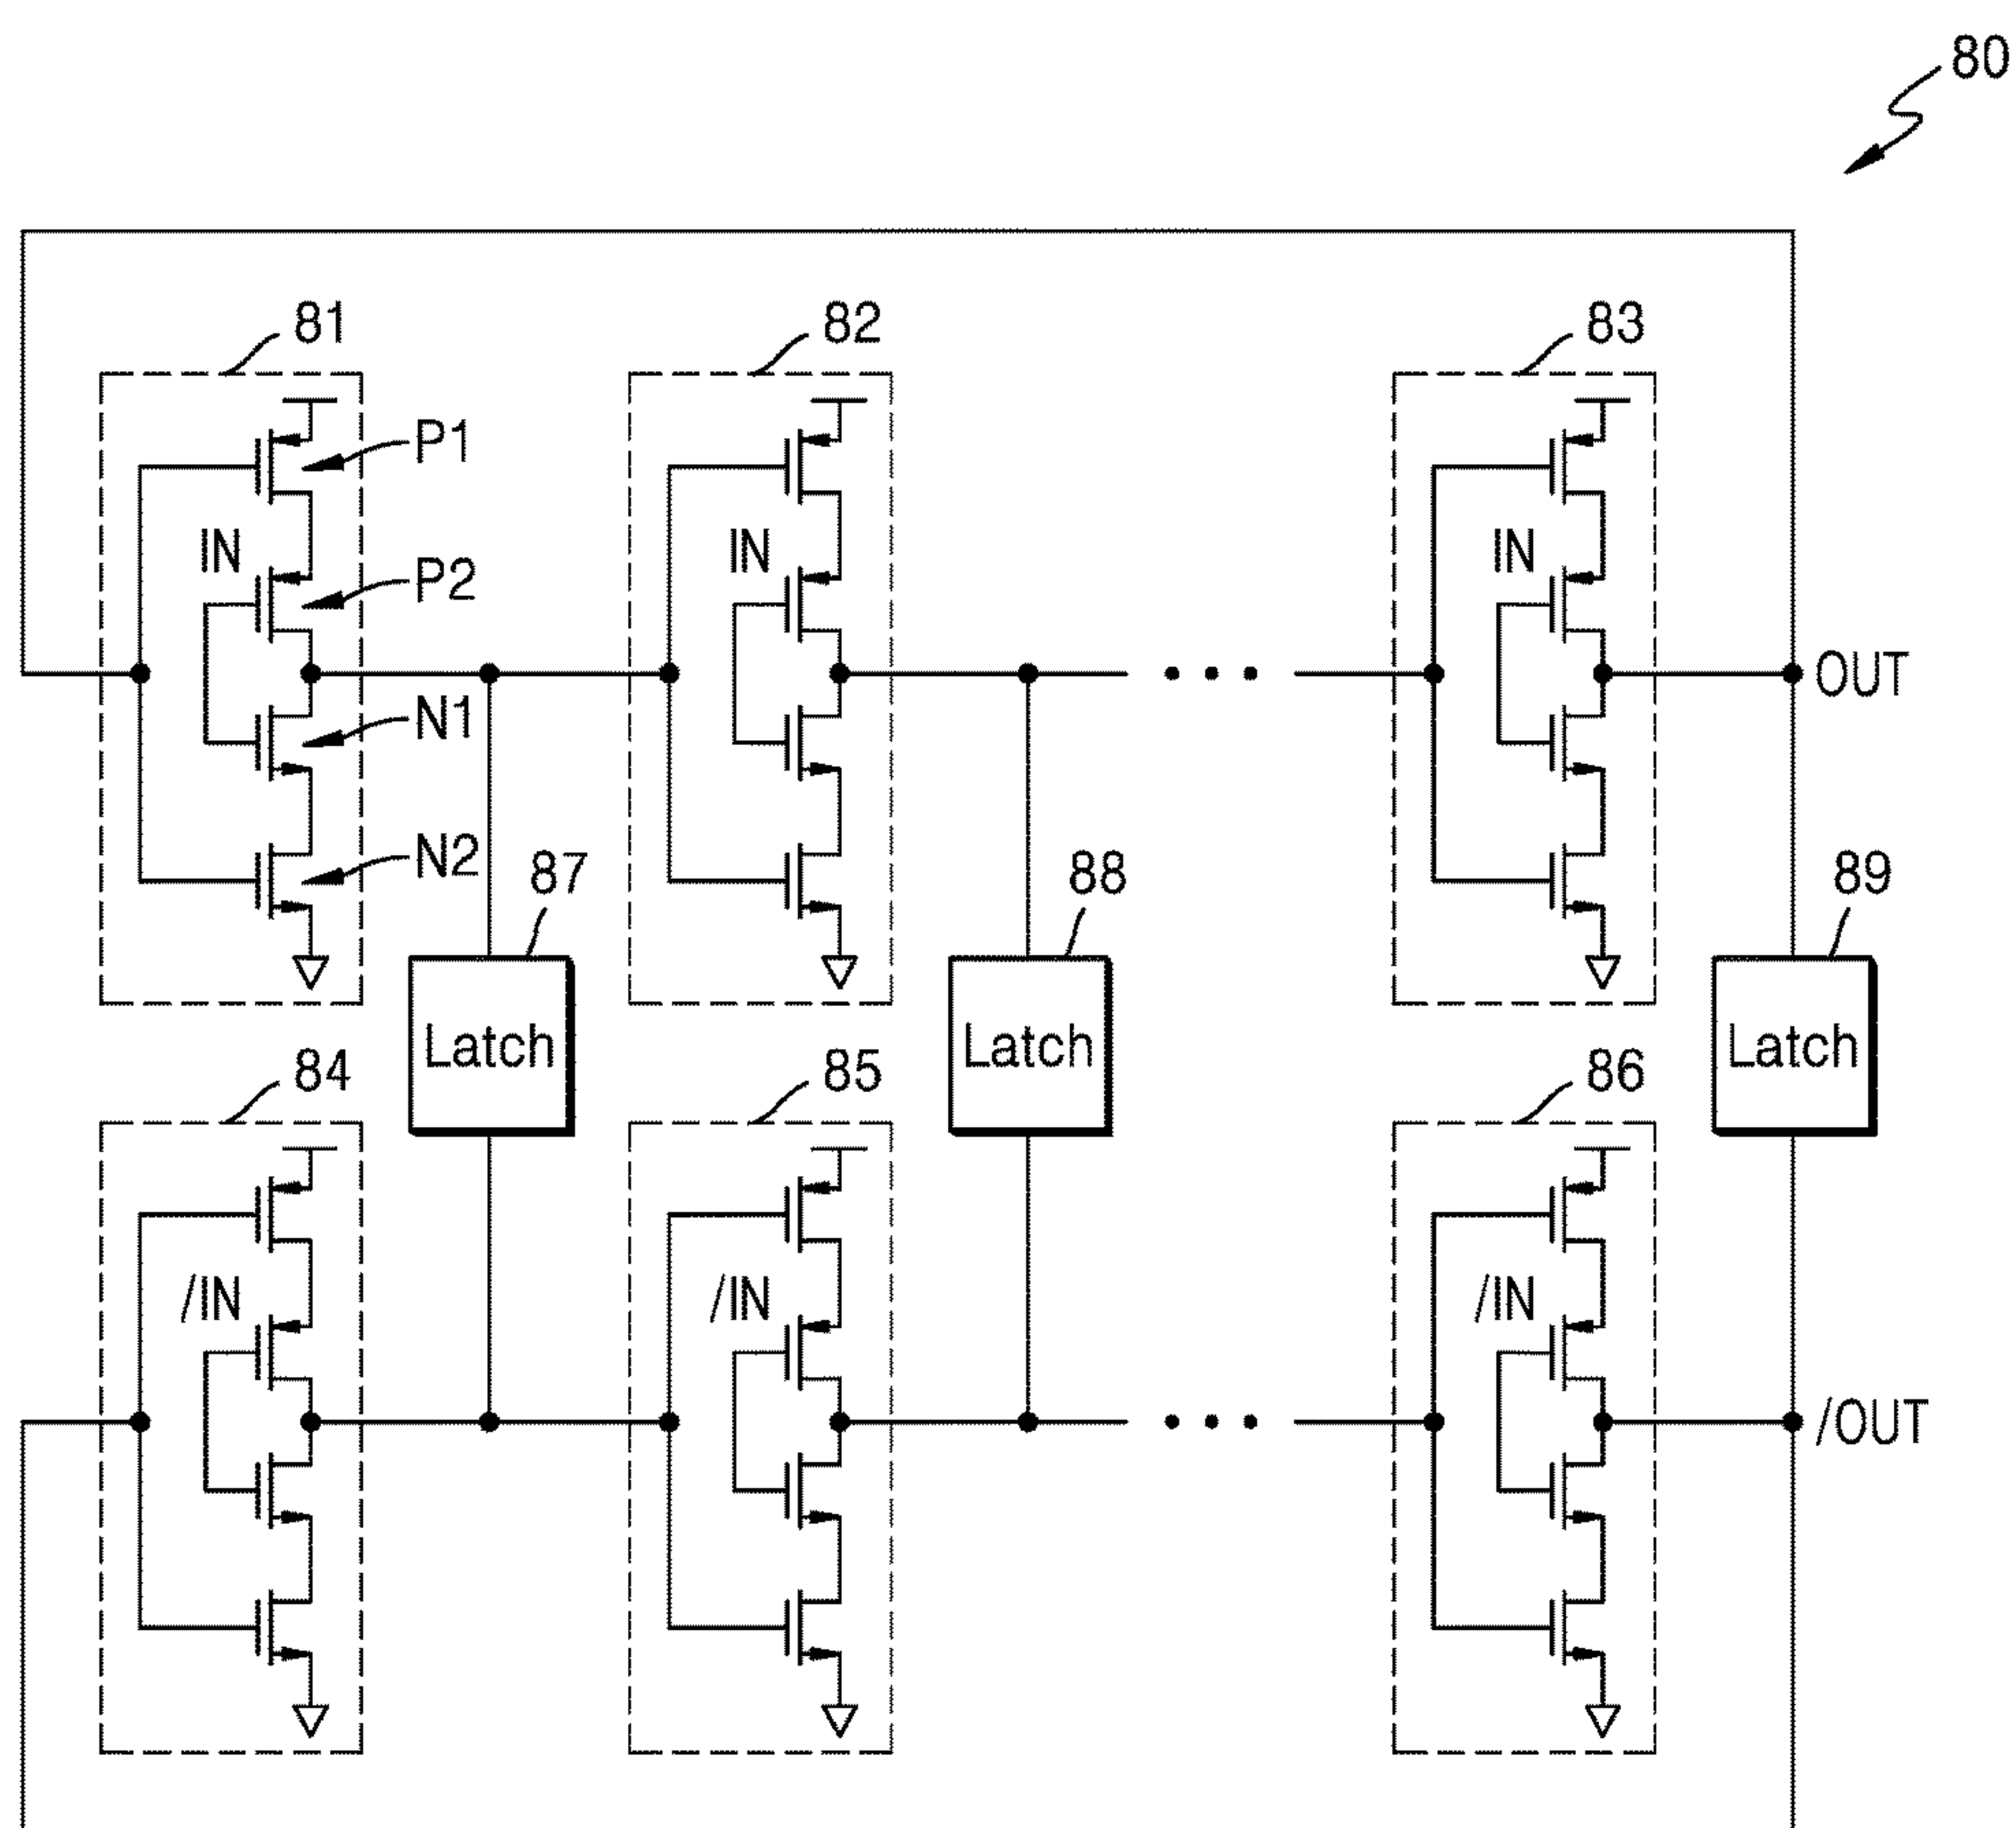 80
81
82
83
P1
IN
IN
IN
P2
OUT
N1
N2
87
88
89
Latch
Latch
Latch
84
85
86
/IN
/IN
/IN
/OUT